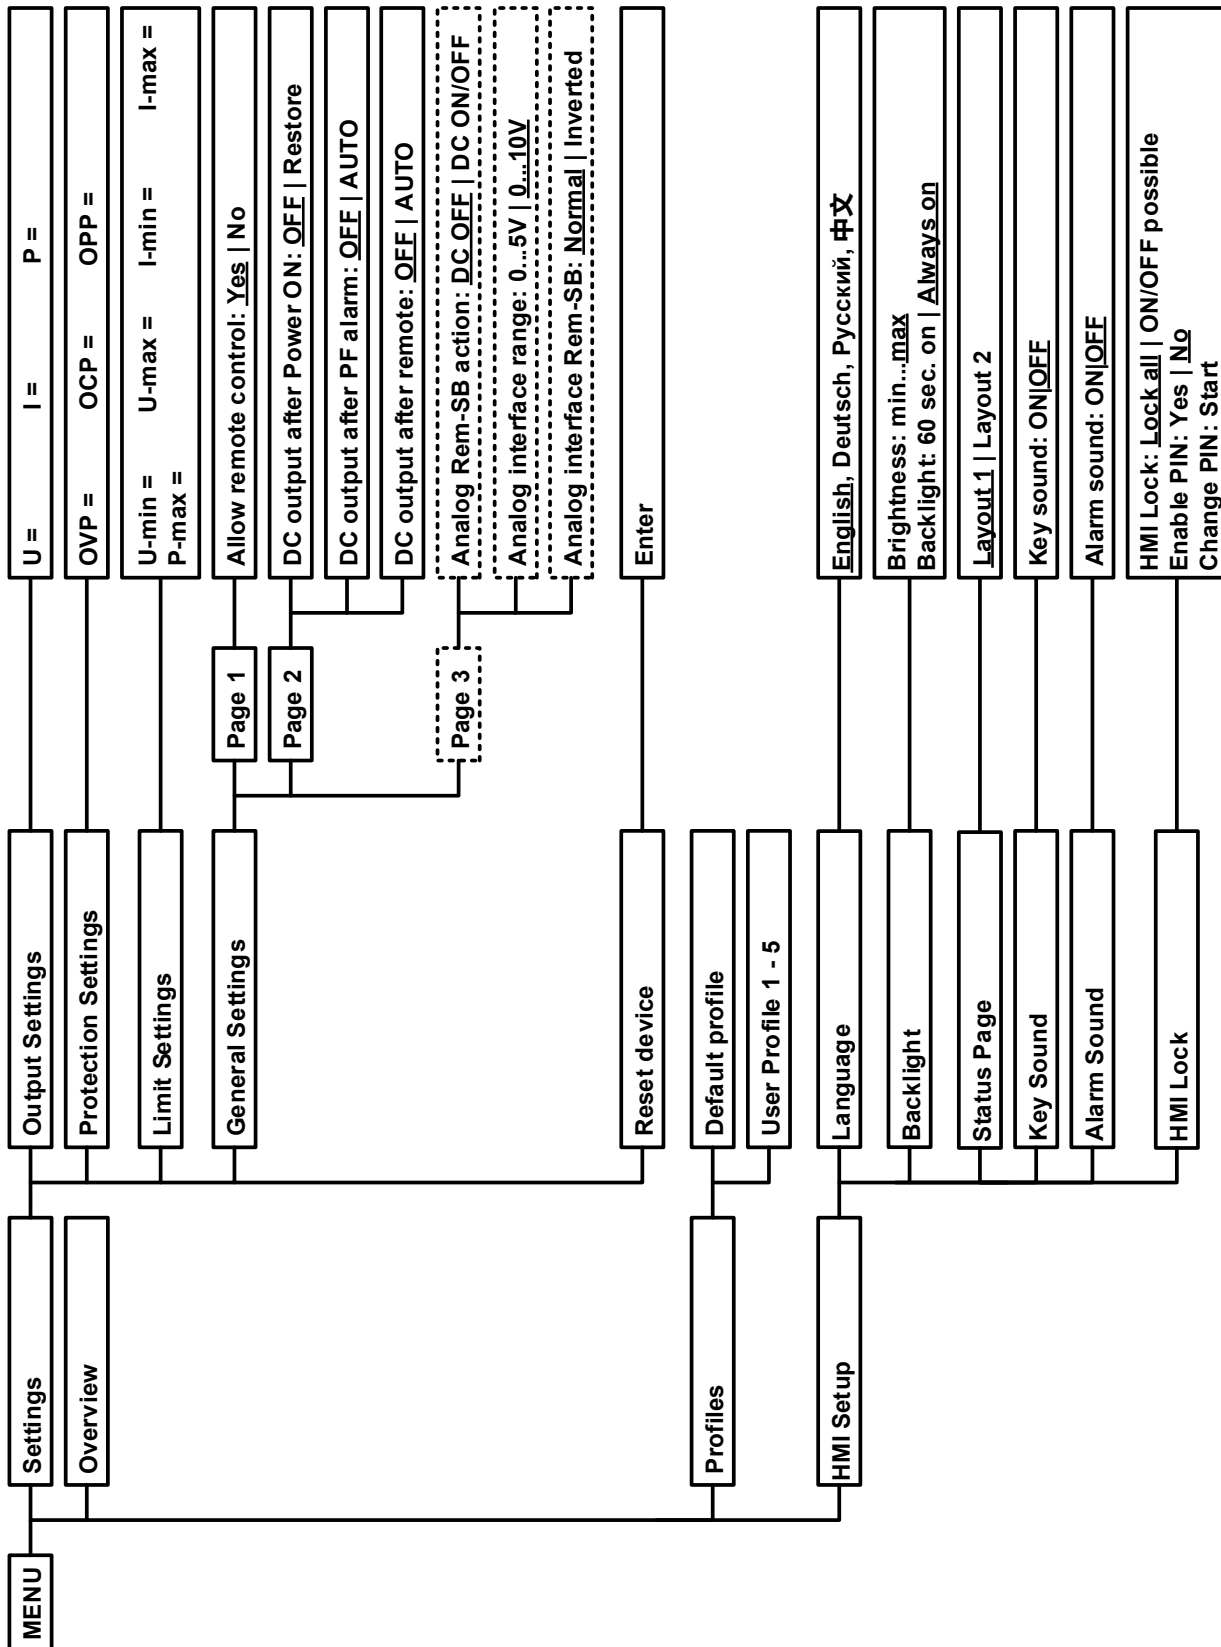 MENU
Settings
Output Settings
U = I = P =
Protection Settings
OVP = OCP = OPP =
Limit Settings
U-min = U-max = I-min = I-max =
P-max =
General Settings
Page 1
Allow remote control: Yes | No
Page 2
DC output after Power ON: OFF | Restore
DC output after PF alarm: OFF | AUTO
DC output after remote: OFF | AUTO
Page 3
Analog Rem-SB action: DC OFF | DC ON/OFF
Analog interface range: 0...5V | 0...10V
Analog interface Rem-SB: Normal | Inverted
Reset device
Enter
Overview
Profiles
Default profile
User Profile 1 - 5
HMI Setup
Language
English, Deutsch, Русский, 中文
Backlight
Brightness: min...max
Backlight: 60 sec. on | Always on
Status Page
Layout 1 | Layout 2
Key Sound
Key sound: ON|OFF
Alarm Sound
Alarm sound: ON|OFF
HMI Lock
HMI Lock: Lock all | ON/OFF possible
Enable PIN: Yes | No
Change PIN: Start